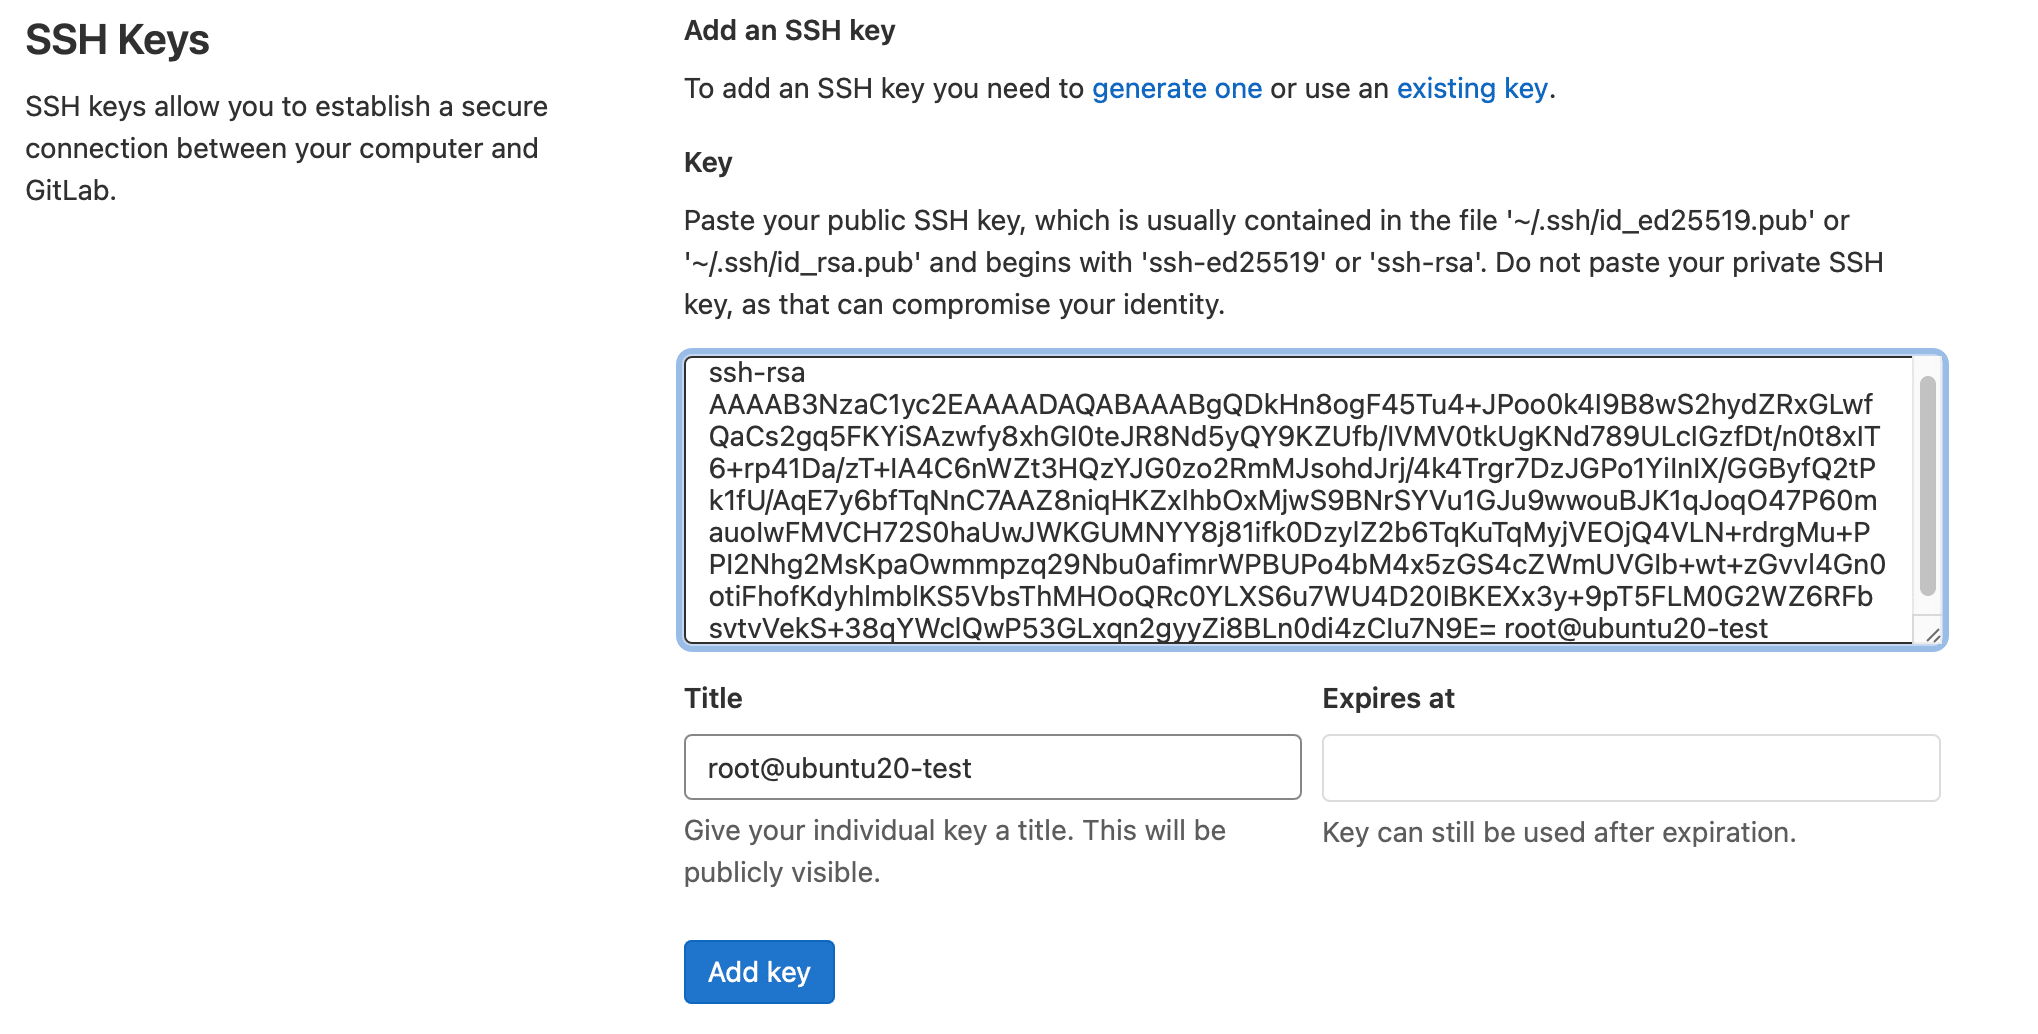 SSH Keys
SSH keys allow you to establish a secure
connection between your computer and
GitLab.
Add an SSH key
To add an SSH key you need to generate one or use an existing key.
Key
Paste your public SSH key, which is usually contained in the file '~/.ssh/id_ed25519.pub' or
'~/.ssh/id_rsa.pub' and begins with 'ssh-ed25519' or 'ssh-rsa'. Do not paste your private SSH
key, as that can compromise your identity.
ssh-rsa
AAAAB3NzaC1yc2EAAAADAQABAAABgQDkHn8ogF45Tu4+JPoo0k4I9B8wS2hydZRxGLwf
QaCs2gq5FKYiSAzwfy8xhGl0teJR8Nd5yQY9KZUfb/IVMV0tkUgKNd789ULcIGzfDt/n0t8xIT
6+rp41Da/zT+IA4C6nWZt3HQzYJG0zo2RmMJsohdJrj/4k4Trgr7DzJGPo1YiInIX/GGByfQ2tP
k1fU/AqE7y6bfTqNnC7AAZ8niqHKZxIhbOxMjwS9BNrSYVu1GJu9wwouBJK1qJoqO47P60m
auoIwFMVCH72S0haUwJWKGUMNYY8j81ifk0DzylZ2b6TqKuTqMyjVEOjQ4VLN+rdrgMu+P
PI2Nhg2MsKpaOwmmpzq29Nbu0afimrWPBUPo4bM4x5zGS4cZWmUVGlb+wt+zGvvl4Gn0
otiFhofKdyhlmblKS5VbsThMHOoQRc0YLXS6u7WU4D20IBKEXx3y+9pT5FLM0G2WZ6RFb
svtvVekS+38qYWclQwP53GLxqn2gyyZi8BLn0di4zCIu7N9E= root@ubuntu20-test
Title
Expires at
root@ubuntu20-test
Give your individual key a title. This will be
publicly visible.
Key can still be used after expiration.
Add key